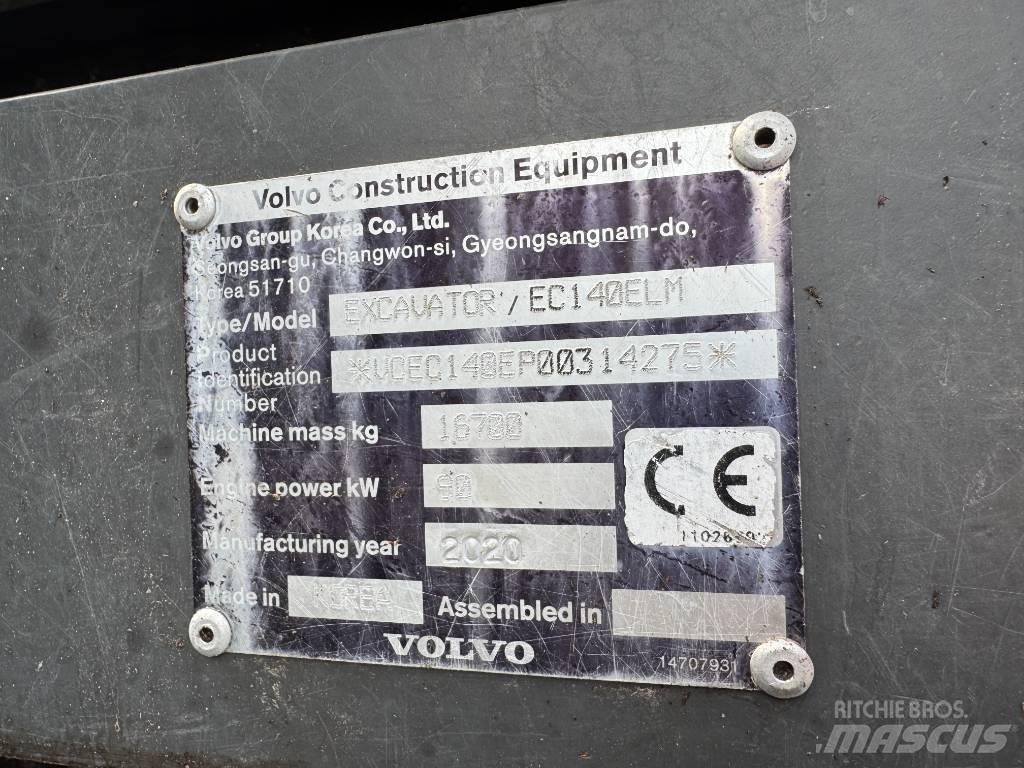 Volvo Construction Equipment
Volvo Group Korea Co., Ltd.
Seongsan-gu, Changwon-si, Gyeongsangnam-do,
Korea 51710
Type/Model EXCAVATOR / EC140ELM
Product
Identification
Number *VCEC140EP00314275*
Machine mass kg 16700
Engine power kW 90
Manufacturing year 2020
CE
Made in KOREA Assembled in
VOLVO
14707931
RITCHIE BROS.
MASCUS